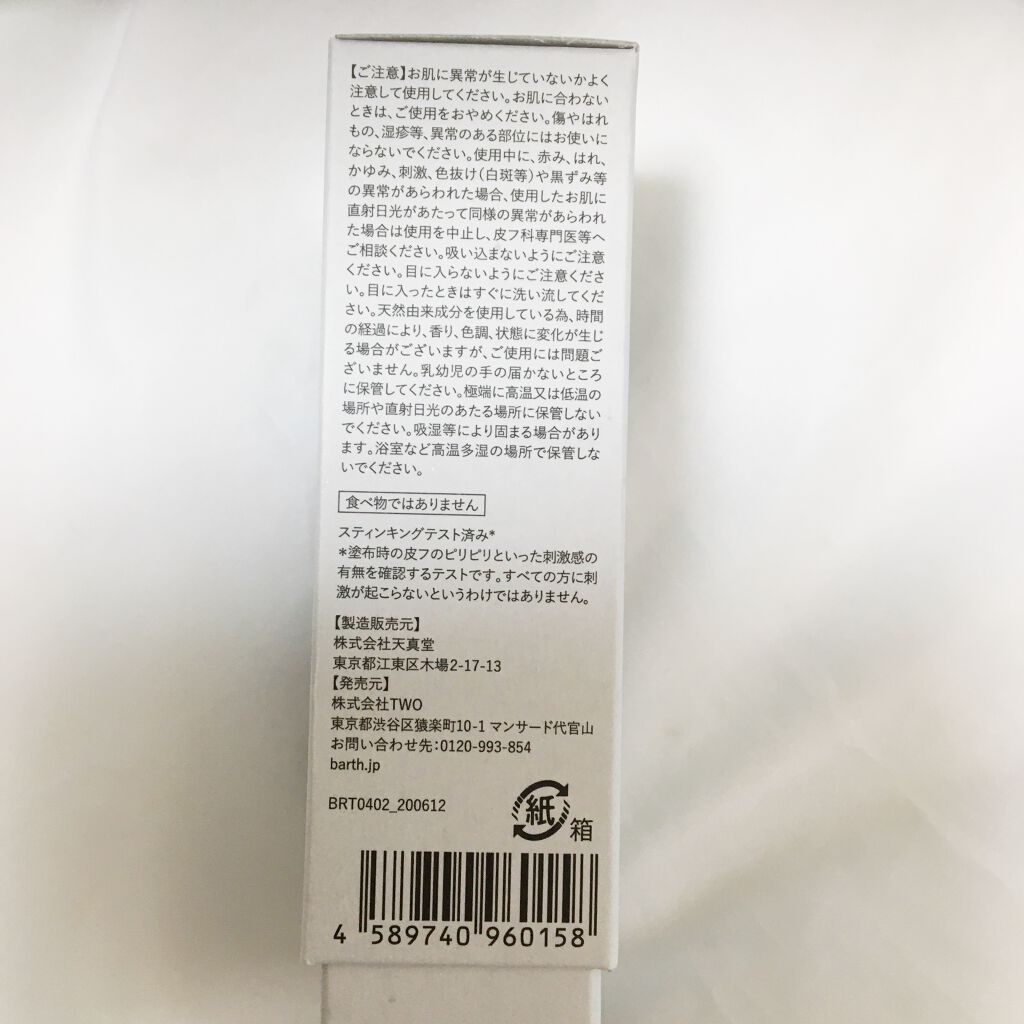 【ご注意】お肌に異常が生じていないかよく
注意して使用してください。お肌に合わない
ときは、ご使用をおやめください。傷やはれ
もの、湿疹等、異常のある部位にはお使いに
ならないでください。使用中に、赤み、はれ、
かゆみ、刺激、色抜け(白斑等)や黒ずみ等
の異常があらわれた場合、使用したお肌に
直射日光があたって同様の異常があらわれ
た場合は使用を中止し、皮フ科専門医等へ
ご相談ください。吸い込まないようにご注意
ください。目に入らないようにご注意くださ
い。目に入ったときはすぐに洗い流してくだ
さい。天然由来成分を使用している為、時間
の経過により、香り、色調、状態に変化が生じ
る場合がございますが、ご使用には問題ご
ざいません。乳幼児の手の届かないところ
に保管してください。極端に高温又は低温の
場所や直射日光のあたる場所に保管しない
でください。吸湿等により固まる場合があり
ます。浴室など高温多湿の場所で保管しな
いでください。
食べ物ではありません
スティンキングテスト済み*
*塗布時の皮フのピリピリといった刺激感の
有無を確認するテストです。すべての方に刺
激が起こらないというわけではありません。
【製造販売元】
株式会社天真堂
東京都江東区木場2-17-13
【発売元】
株式会社TWO
東京都渋谷区猿楽町10-1 マンサード代官山
お問い合わせ先:0120-993-854
barth.jp
BRT0402_200612
紙
箱
4 589740 960158